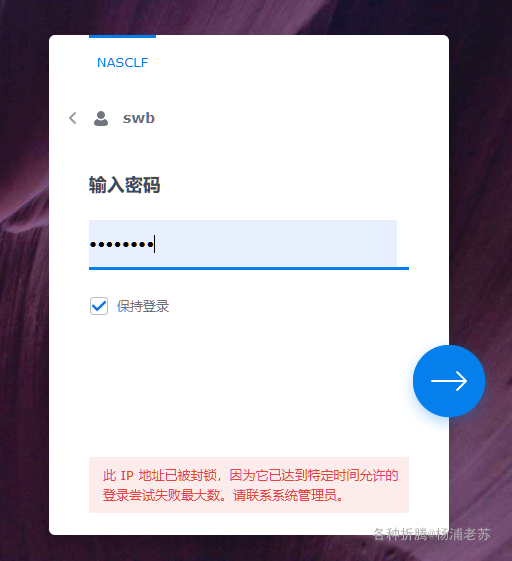 NASCLF
swb
输入密码
••••••••
保持登录
此 IP 地址已被封锁，因为它已达到特定时间允许的
登录尝试失败最大数。请联系系统管理员。
各种折腾@杨浦老苏